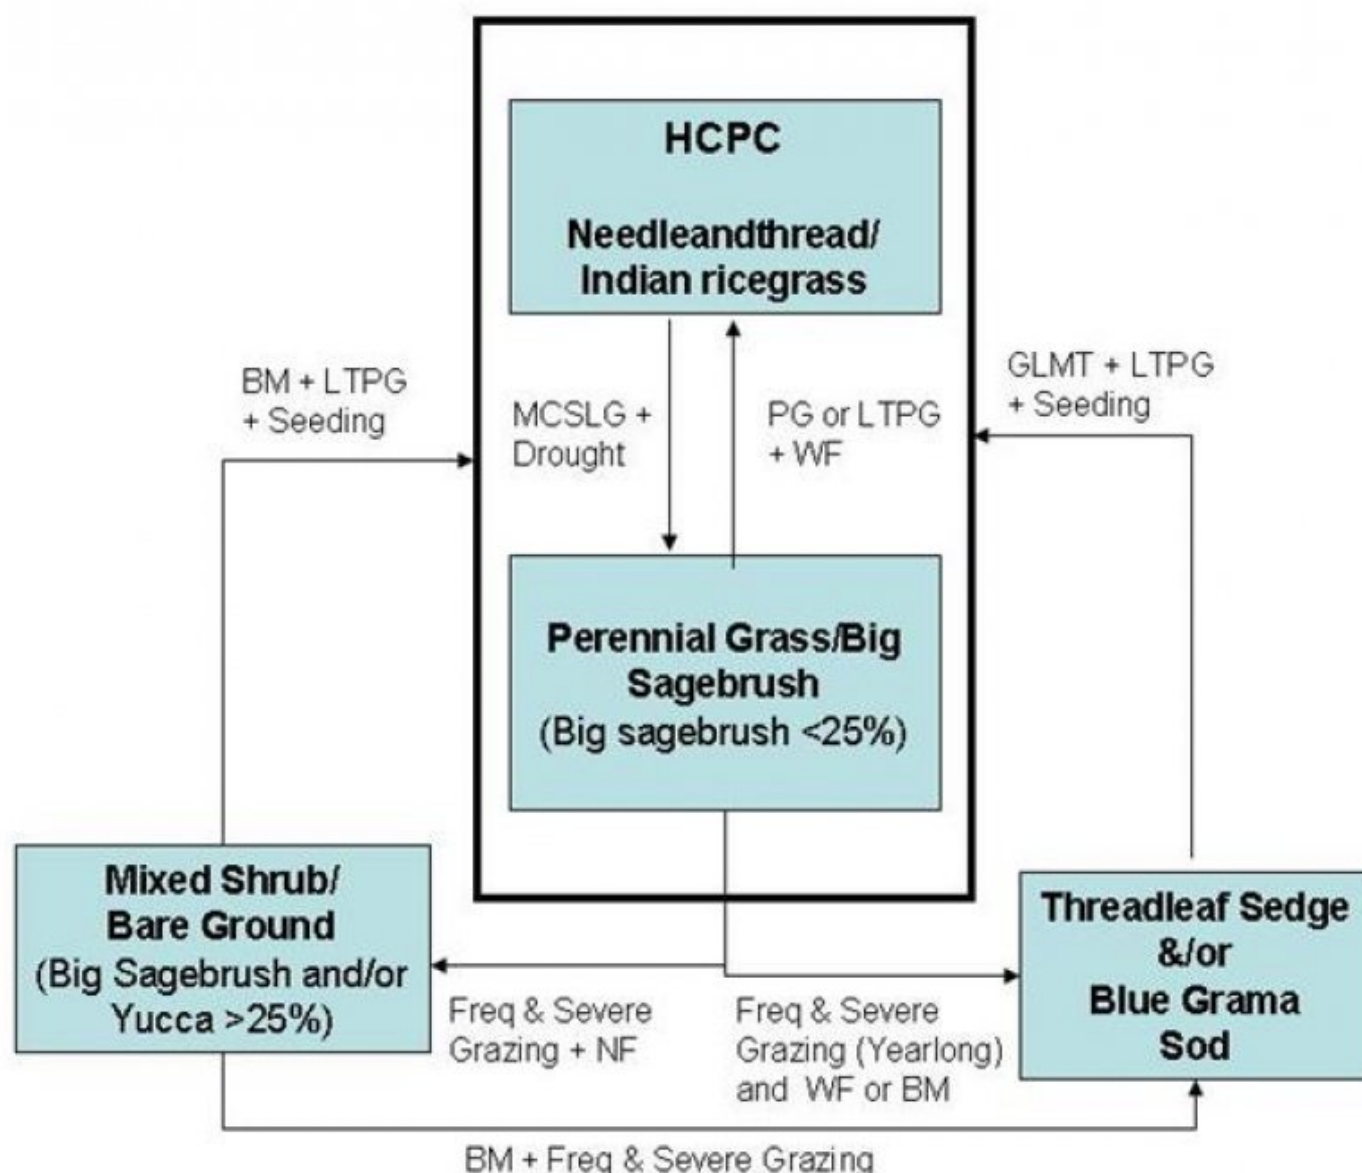 HCPC
Needleandthread/
Indian ricegrass
BM + LTPG
+ Seeding
MCSLG +
Drought
PG or LTPG
+ WF
GLMT + LTPG
+ Seeding
Perennial Grass/Big
Sagebrush
(Big sagebrush <25%)
Mixed Shrub/
Bare Ground
(Big Sagebrush and/or
Yucca >25%)
Threadleaf Sedge
&/or
Blue Grama
Sod
Freq & Severe
Grazing + NF
Freq & Severe
Grazing (Yearlong)
and WF or BM
BM + Freq & Severe Grazing